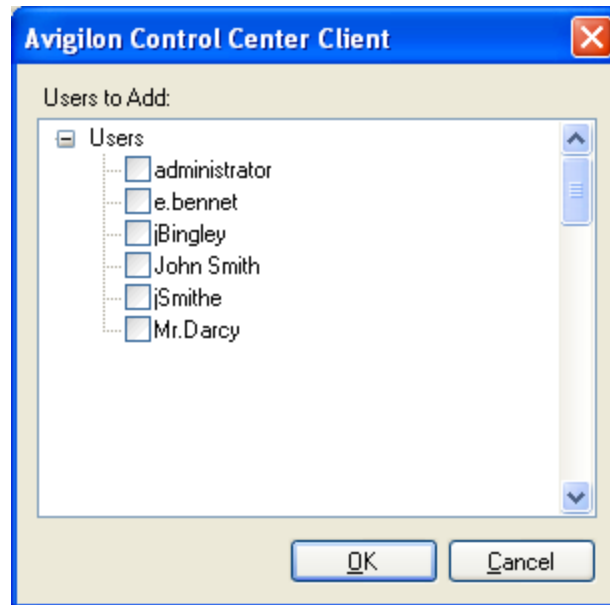 Avigilon Control Center Client
Users to Add:
Users
administrator
e.bennet
jBingley
John Smith
jSmithe
Mr.Darcy
OK
Cancel